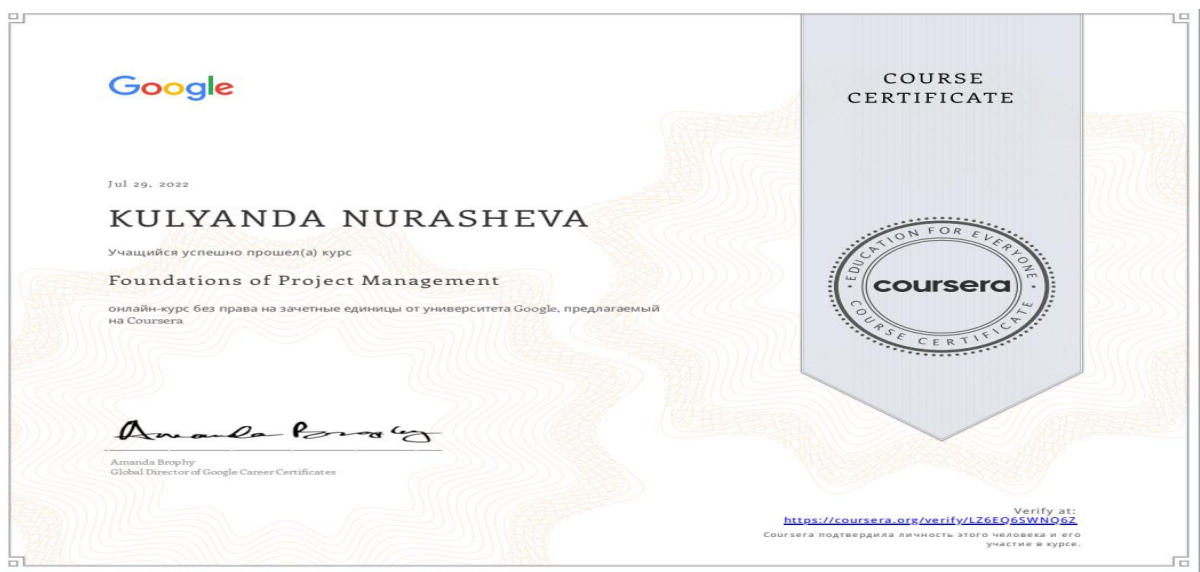 Google
COURSE
CERTIFICATE
Jul 29, 2022
KULYANDA NURASHEVA
Учащийся успешно прошел(а) курс
Foundations of Project Management
онлайн-курс без права на зачетные единицы от университета Google, предлагаемый
на Coursera
EDUCATION FOR EVERYONE
coursera
COURSE CERTIFICATE
Amanda Brophy
Amanda Brophy
Global Director of Google Career Certificates
Verify at:
https://coursera.org/verify/LZ6EQ6SWNQ6Z
Coursera подтвердила личность этого человека и его
участие в курсе.